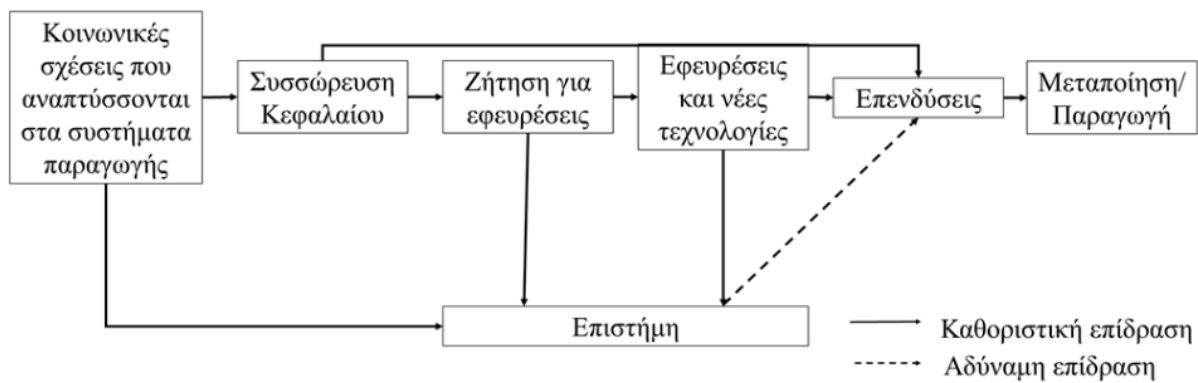 Κοινωνικές
σχέσεις που
αναπτύσσονται
στα συστήματα
παραγωγής
Συσσώρευση
Κεφαλαίου
Ζήτηση για
εφευρέσεις
Εφευρέσεις
και νέες
τεχνολογίες
Επενδύσεις
Μεταποίηση/
Παραγωγή
Επιστήμη
Καθοριστική επίδραση
Αδύναμη επίδραση